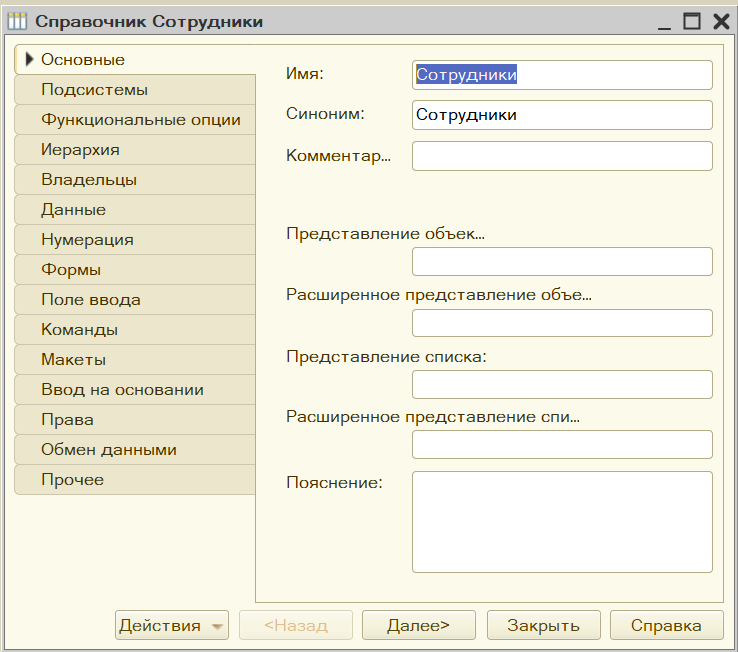 Справочник Сотрудники
Основные
Подсистемы
Функциональные опции
Иерархия
Владельцы
Данные
Нумерация
Формы
Поле ввода
Команды
Макеты
Ввод на основании
Права
Обмен данными
Прочее
Имя: Сотрудники
Синоним: Сотрудники
Комментар...
Представление объек...
Расширенное представление объе...
Представление списка:
Расширенное представление спи...
Пояснение:
Действия <Назад Далее> Закрыть Справка